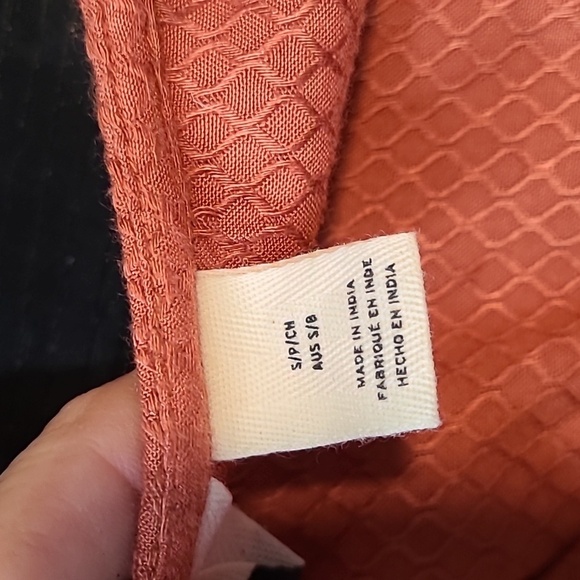 S/P/CH
AUS S/8
MADE IN INDIA
FABRIQUÉ EN INDE
HECHO EN INDIA